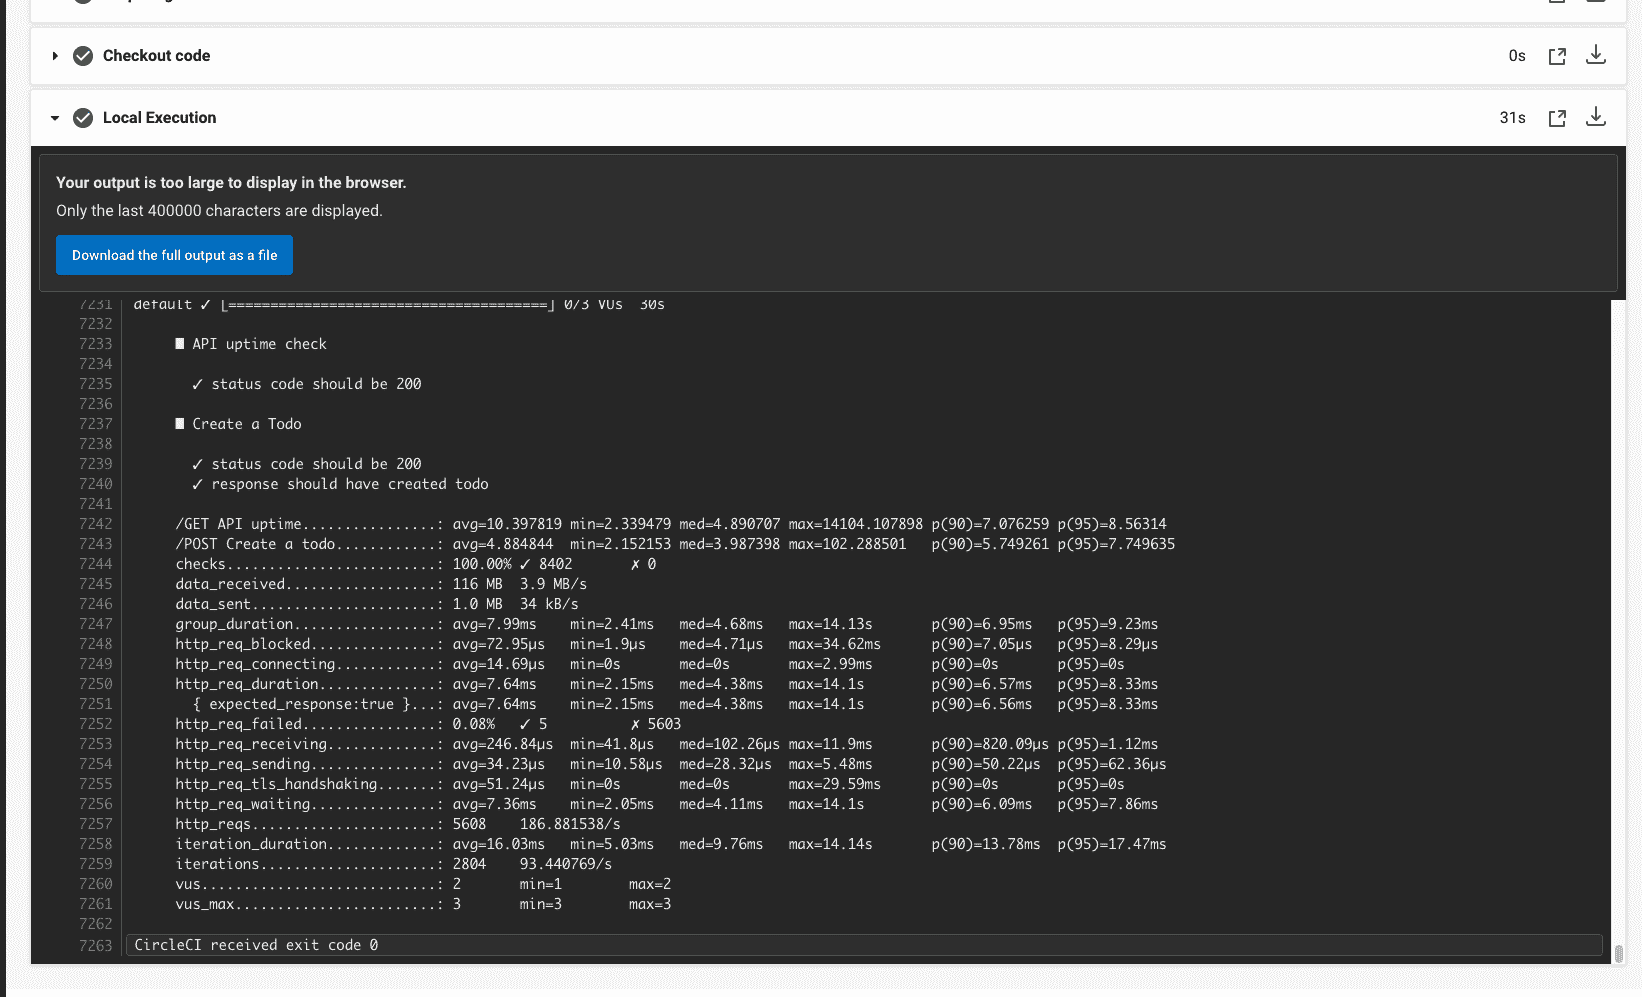 Checkout code 0s
Local Execution 31s
Your output is too large to display in the browser.
Only the last 400000 characters are displayed.
Download the full output as a file
7231 default ✓ [======================================] 0/3 VUs  30s
7232
7233 █ API uptime check
7234
7235 ✓ status code should be 200
7236
7237 █ Create a Todo
7238
7239 ✓ status code should be 200
7240 ✓ response should have created todo
7241
7242 /GET API uptime................: avg=10.397819 min=2.339479 med=4.890707 max=14104.107898 p(90)=7.076259 p(95)=8.56314
7243 /POST Create a todo............: avg=4.884844  min=2.152153 med=3.987398 max=102.288501   p(90)=5.749261 p(95)=7.749635
7244 checks.........................: 100.00% ✓ 8402       ✗ 0
7245 data_received..................: 116 MB  3.9 MB/s
7246 data_sent......................: 1.0 MB  34 kB/s
7247 group_duration.................: avg=7.99ms    min=2.41ms   med=4.68ms   max=14.13s       p(90)=6.95ms   p(95)=9.23ms
7248 http_req_blocked...............: avg=72.95µs   min=1.9µs    med=4.71µs   max=34.62ms      p(90)=7.05µs   p(95)=8.29µs
7249 http_req_connecting............: avg=14.69µs   min=0s       med=0s       max=2.99ms       p(90)=0s       p(95)=0s
7250 http_req_duration..............: avg=7.64ms    min=2.15ms   med=4.38ms   max=14.1s        p(90)=6.57ms   p(95)=8.33ms
7251 { expected_response:true }...: avg=7.64ms    min=2.15ms   med=4.38ms   max=14.1s        p(90)=6.56ms   p(95)=8.33ms
7252 http_req_failed................: 0.08%   ✓ 5          ✗ 5603
7253 http_req_receiving.............: avg=246.84µs  min=41.8µs   med=102.26µs max=11.9ms       p(90)=820.09µs p(95)=1.12ms
7254 http_req_sending...............: avg=34.23µs   min=10.58µs  med=28.32µs  max=5.48ms       p(90)=50.22µs  p(95)=62.36µs
7255 http_req_tls_handshaking.......: avg=51.24µs   min=0s       med=0s       max=29.59ms      p(90)=0s       p(95)=0s
7256 http_req_waiting...............: avg=7.36ms    min=2.05ms   med=4.11ms   max=14.1s        p(90)=6.09ms   p(95)=7.86ms
7257 http_reqs......................: 5608    186.881538/s
7258 iteration_duration.............: avg=16.03ms   min=5.03ms   med=9.76ms   max=14.14s       p(90)=13.78ms  p(95)=17.47ms
7259 iterations.....................: 2804    93.440769/s
7260 vus............................: 2       min=1        max=2
7261 vus_max........................: 3       min=3        max=3
7262
7263 CircleCI received exit code 0